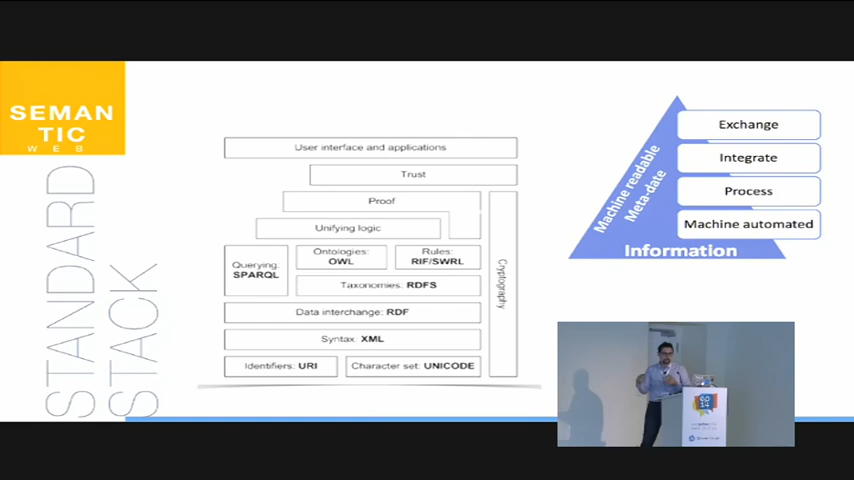 SEMAN
TIC
WEB
STANDARD
STACK
User interface and applications
Trust
Proof
Unifying logic
Querying:
SPARQL
Ontologies:
OWL
Rules:
RIF/SWRL
Taxonomies: RDFS
Cryptography
Data interchange: RDF
Syntax: XML
Identifiers: URI
Character set: UNICODE
Machine readable
Meta-date
Information
Exchange
Integrate
Process
Machine automated